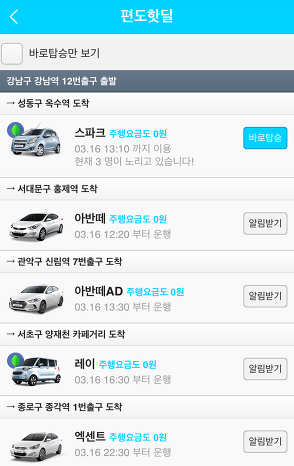 편도핫딜
바로탑승만 보기
강남구 강남역 12번출구 출발
→ 성동구 옥수역 도착
스파크 주행요금도 0원
03.16 13:10 까지 이용
현재 3 명이 노리고 있습니다!
바로탑승
→ 서대문구 홍제역 도착
아반떼 주행요금도 0원
03.16 12:20 부터 운행
알림받기
→ 관악구 신림역 7번출구 도착
아반떼AD 주행요금도 0원
03.16 13:30 부터 운행
알림받기
→ 서초구 양재천 카페거리 도착
레이 주행요금도 0원
03.16 16:30 부터 운행
알림받기
→ 종로구 종각역 1번출구 도착
엑센트 주행요금도 0원
03.16 22:30 부터 운행
알림받기